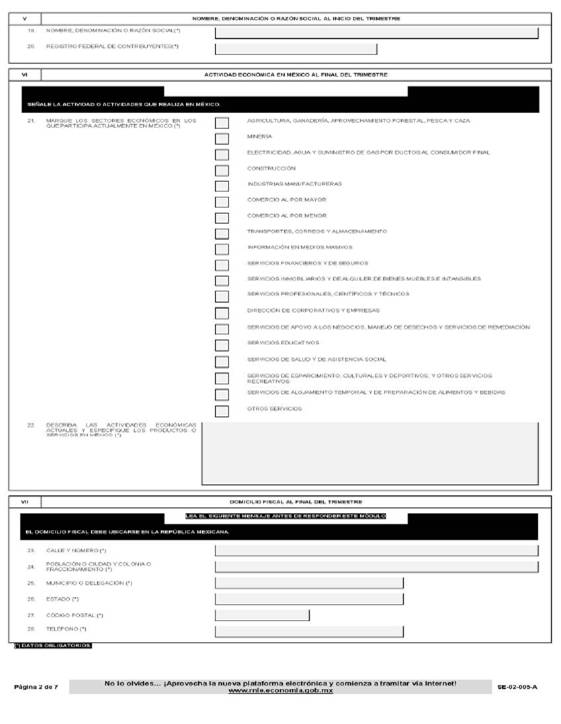 V NOMBRE, DENOMINACIÓN O RAZÓN SOCIAL AL INICIO DEL TRIMESTRE
19. NOMBRE, DENOMINACIÓN O RAZÓN SOCIAL(*)
20. REGISTRO FEDERAL DE CONTRIBUYENTES(*)
VI ACTIVIDAD ECONÓMICA EN MÉXICO AL FINAL DEL TRIMESTRE
SEÑALE LA ACTIVIDAD O ACTIVIDADES QUE REALIZA EN MÉXICO.
21. MARQUE LOS SECTORES ECONÓMICOS EN LOS
QUE PARTICIPA ACTUALMENTE EN MÉXICO (*)
AGRICULTURA, GANADERÍA, APROVECHAMIENTO FORESTAL, PESCA Y CAZA
MINERÍA
ELECTRICIDAD, AGUA Y SUMINISTRO DE GAS POR DUCTOS AL CONSUMIDOR FINAL
CONSTRUCCIÓN
INDUSTRIAS MANUFACTURERAS
COMERCIO AL POR MAYOR
COMERCIO AL POR MENOR
TRANSPORTES, CORREOS Y ALMACENAMIENTO
INFORMACIÓN EN MEDIOS MASIVOS
SERVICIOS FINANCIEROS Y DE SEGUROS
SERVICIOS INMOBILIARIOS Y DE ALQUILER DE BIENES MUEBLES E INTANGIBLES
SERVICIOS PROFESIONALES, CIENTÍFICOS Y TÉCNICOS
DIRECCIÓN DE CORPORATIVOS Y EMPRESAS
SERVICIOS DE APOYO A LOS NEGOCIOS, MANEJO DE DESECHOS Y SERVICIOS DE REMEDIACIÓN
SERVICIOS EDUCATIVOS
SERVICIOS DE SALUD Y DE ASISTENCIA SOCIAL
SERVICIOS DE ESPARCIMIENTO, CULTURALES Y DEPORTIVOS, Y OTROS SERVICIOS
RECREATIVOS
SERVICIOS DE ALOJAMIENTO TEMPORAL Y DE PREPARACIÓN DE ALIMENTOS Y BEBIDAS
OTROS SERVICIOS
22. DESCRIBA LAS ACTIVIDADES ECONÓMICAS
ACTUALES Y ESPECIFIQUE LOS PRODUCTOS O
SERVICIOS EN MÉXICO (*)
VII DOMICILIO FISCAL AL FINAL DEL TRIMESTRE
LEA EL SIGUIENTE MENSAJE ANTES DE RESPONDER ESTE MÓDULO
EL DOMICILIO FISCAL DEBE UBICARSE EN LA REPÚBLICA MEXICANA.
23. CALLE Y NÚMERO (*)
24. POBLACIÓN O CIUDAD Y COLONIA O
FRACCIONAMIENTO (*)
25. MUNICIPIO O DELEGACIÓN (*)
26. ESTADO (*)
27. CÓDIGO POSTAL (*)
28. TELÉFONO (*)
(*) DATOS OBLIGATORIOS
Página 2 de 7
No lo olvides... ¡Aprovecha la nueva plataforma electrónica y comienza a tramitar vía Internet!
www.rnie.economia.gob.mx
SE-02-005-A